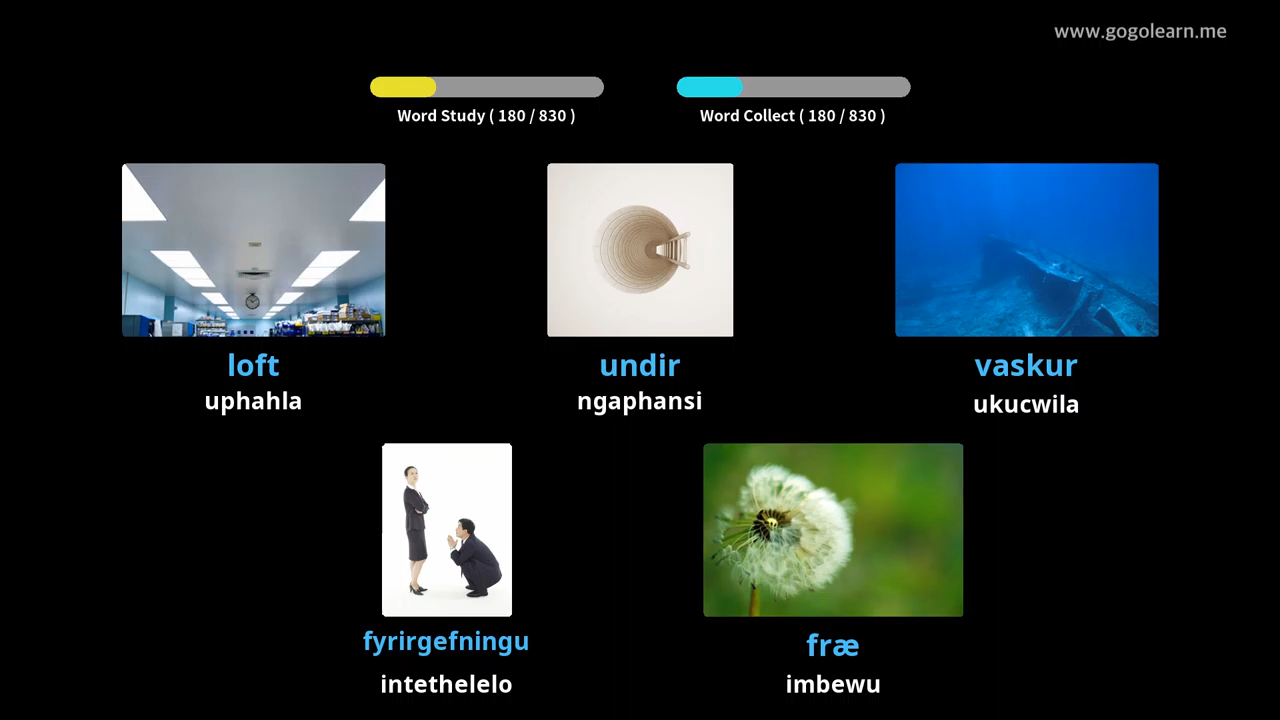 www.gogolearn.me
Word Study ( 180 / 830 )
Word Collect ( 180 / 830 )
loft
uphahla
undir
ngaphansi
vaskur
ukucwila
fyrirgefningu
intethelelo
fræ
imbewu